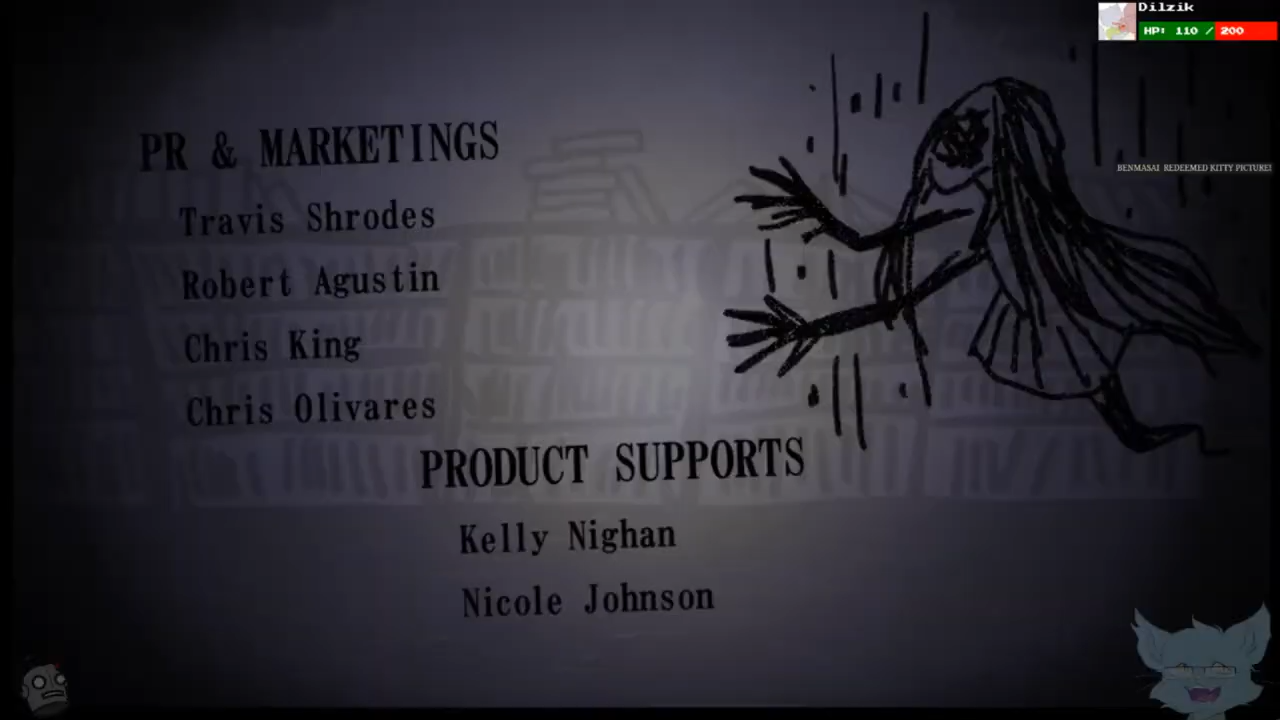 Dilzik
HP: 110 / 200
BENMASAI REDEEMED KITTY PICTURE!
PR & MARKETINGS
Travis Shrodes
Robert Agustin
Chris King
Chris Olivares
PRODUCT SUPPORTS
Kelly Nighan
Nicole Johnson